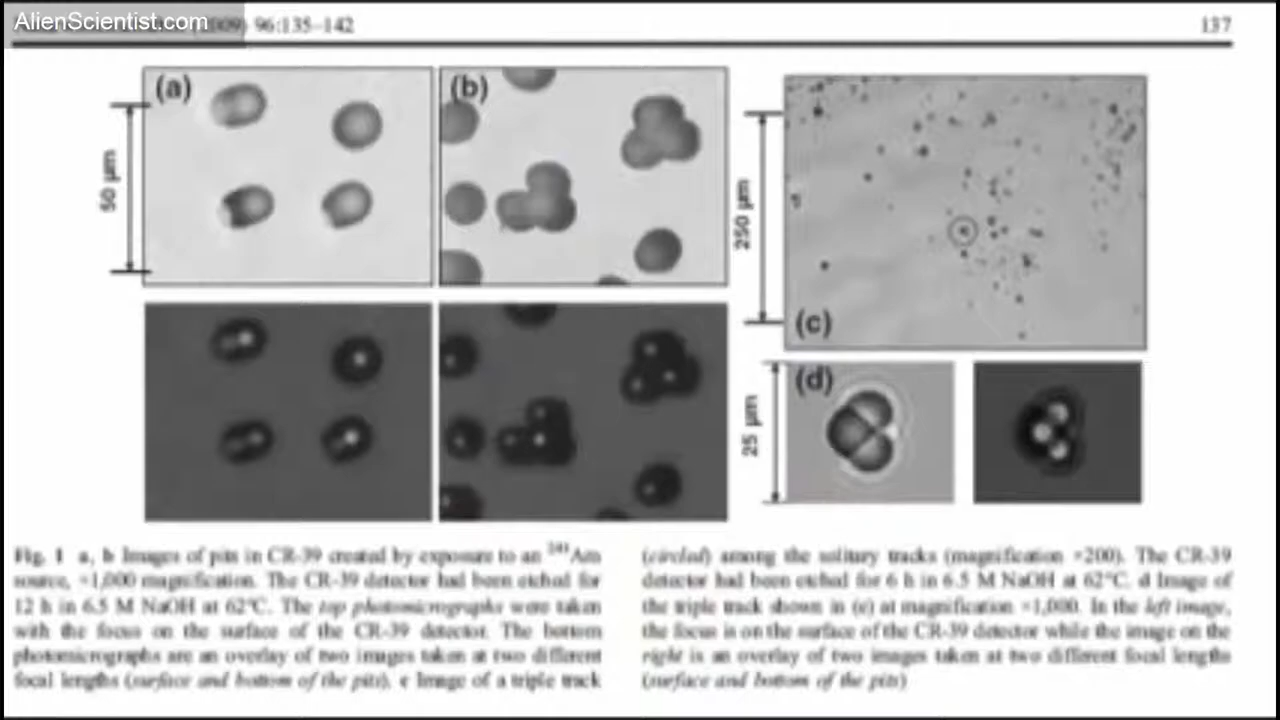 AlienScientist.com
(2009) 96:135–142
137
(a)
(b)
50 µm
250 µm
(c)
(d)
25 µm
Fig. 1 a, b Images of pits in CR-39 created by exposure to an ²⁴¹Am
source, ×1,000 magnification. The CR-39 detector had been etched for
12 h in 6.5 M NaOH at 62°C. The top photomicrographs were taken
with the focus on the surface of the CR-39 detector. The bottom
photomicrographs are an overlay of two images taken at two different
focal lengths (surface and bottom of the pits). c Image of a triple track
(circled) among the solitary tracks (magnification ×200). The CR-39
detector had been etched for 6 h in 6.5 M NaOH at 62°C. d Image of
the triple track shown in (c) at magnification ×1,000. In the left image,
the focus is on the surface of the CR-39 detector while the image on the
right is an overlay of two images taken at two different focal lengths
(surface and bottom of the pits)